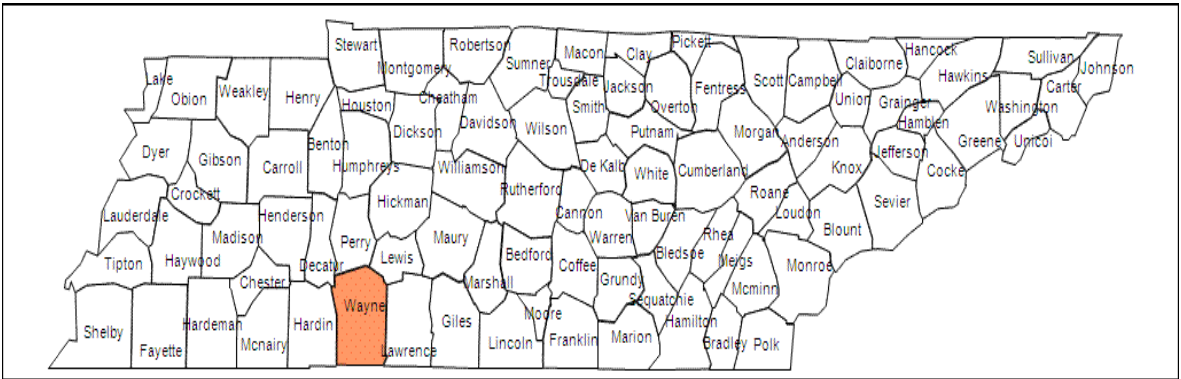 Stewart
Montgomery
Robertson
Sumner
Macon
Clay
Pickett
Trousdale
Jackson
Smith
Overton
Fentress
Scott
Campbel
Claiborne
Hancock
Hawkins
Sullivan
Johnson
Carter
Washington
Unicoi
Union
Grainger
Hamblen
Greene
Lake
Obion
Weakley
Henry
Houston
Cheatham
Dickson
Davidson
Wilson
Putnam
Morgan
Anderson
Knox
Jefferson
Cocke
Dyer
Gibson
Carroll
Benton
Humphreys
Williamson
De Kalb
White
Cumberland
Roane
Loudon
Sevier
Blount
Crockett
Lauderdale
Henderson
Madison
Hickman
Rutherford
Cannon
Van Buren
Warren
Rhea
Bledsoe
Meigs
Monroe
Tipton
Haywood
Chester
Decatur
Perry
Lewis
Maury
Marshall
Bedford
Coffee
Grundy
Sequatchie
Mcminn
Shelby
Fayette
Hardeman
Mcnairy
Hardin
Wayne
Lawrence
Giles
Lincoln
Moore
Franklin
Marion
Hamilton
Bradley
Polk